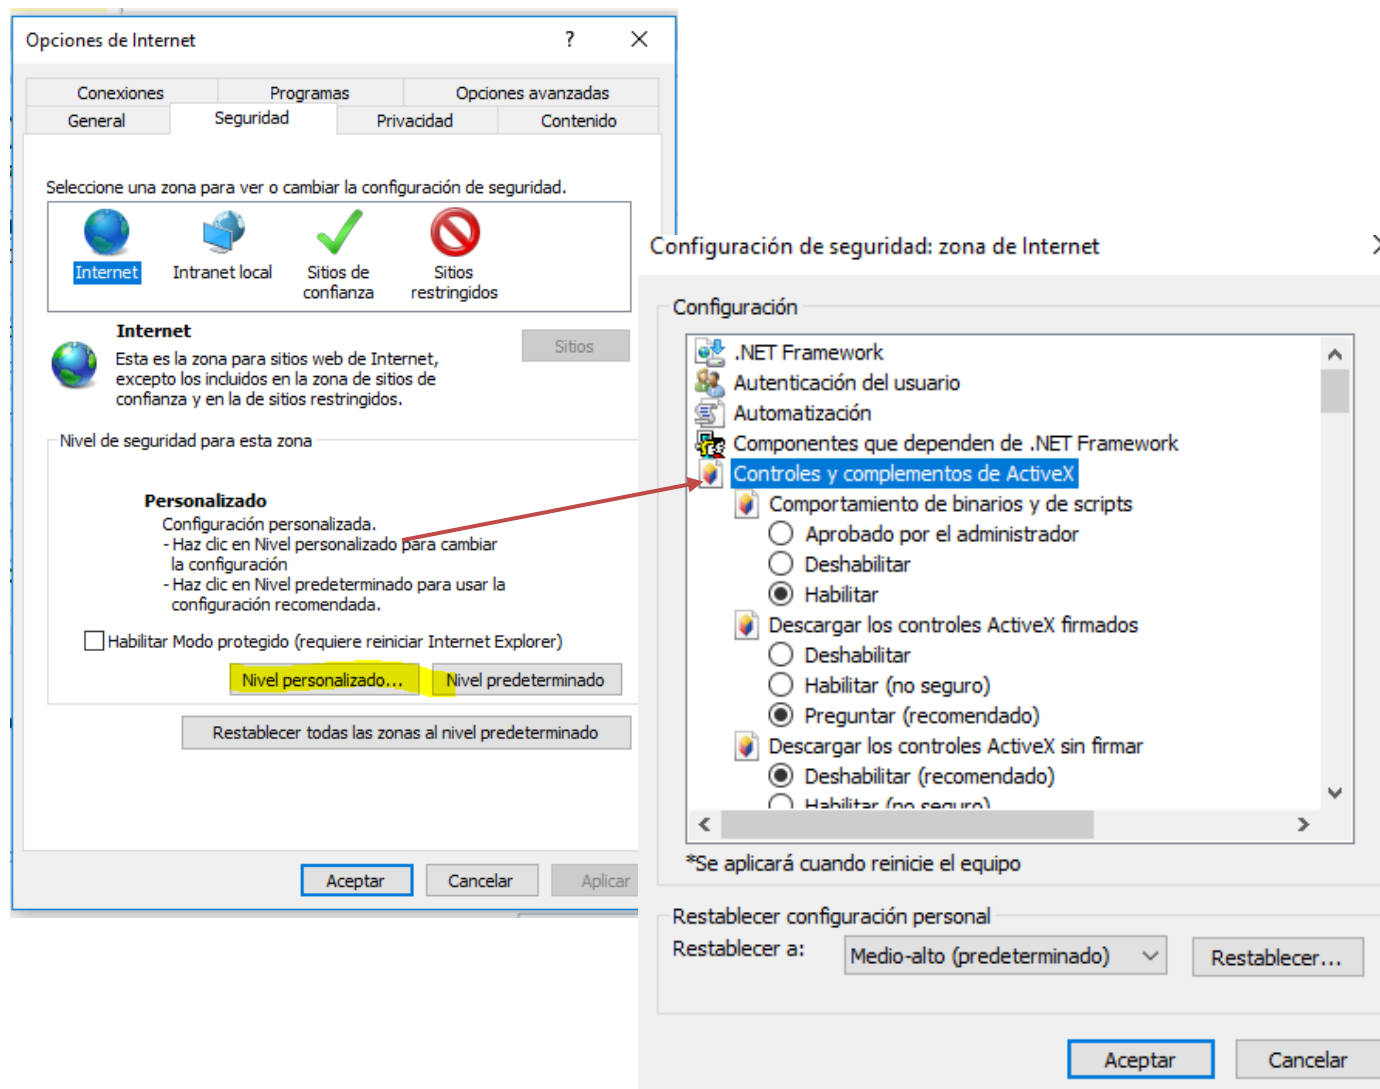 Opciones de Internet
?
Conexiones Programas Opciones avanzadas
General Seguridad Privacidad Contenido
Seleccione una zona para ver o cambiar la configuración de seguridad.
Internet
Intranet local
Sitios de
confianza
Sitios
restringidos
Internet
Esta es la zona para sitios web de Internet,
excepto los incluidos en la zona de sitios de
confianza y en la de sitios restringidos.
Sitios
Nivel de seguridad para esta zona
Personalizado
Configuración personalizada.
- Haz clic en Nivel personalizado para cambiar
la configuración
- Haz clic en Nivel predeterminado para usar la
configuración recomendada.
Habilitar Modo protegido (requiere reiniciar Internet Explorer)
Nivel personalizado... Nivel predeterminado
Restablecer todas las zonas al nivel predeterminado
Aceptar Cancelar Aplicar
Configuración de seguridad: zona de Internet
Configuración
.NET Framework
Autenticación del usuario
Automatización
Componentes que dependen de .NET Framework
Controles y complementos de ActiveX
Comportamiento de binarios y de scripts
Aprobado por el administrador
Deshabilitar
Habilitar
Descargar los controles ActiveX firmados
Deshabilitar
Habilitar (no seguro)
Preguntar (recomendado)
Descargar los controles ActiveX sin firmar
Deshabilitar (recomendado)
Habilitar (no seguro)
*Se aplicará cuando reinicie el equipo
Restablecer configuración personal
Restablecer a: Medio-alto (predeterminado) Restablecer...
Aceptar Cancelar